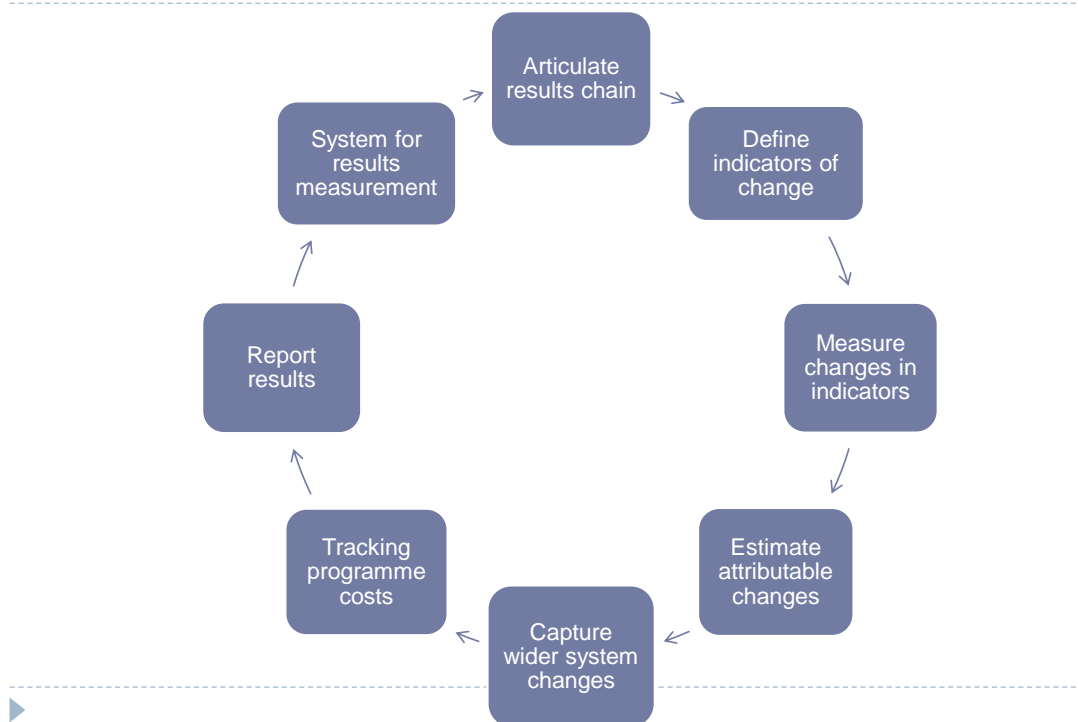 Articulate
results chain
Define
indicators of
change
Measure
changes in
indicators
Estimate
attributable
changes
Capture
wider system
changes
Tracking
programme
costs
Report
results
System for
results
measurement